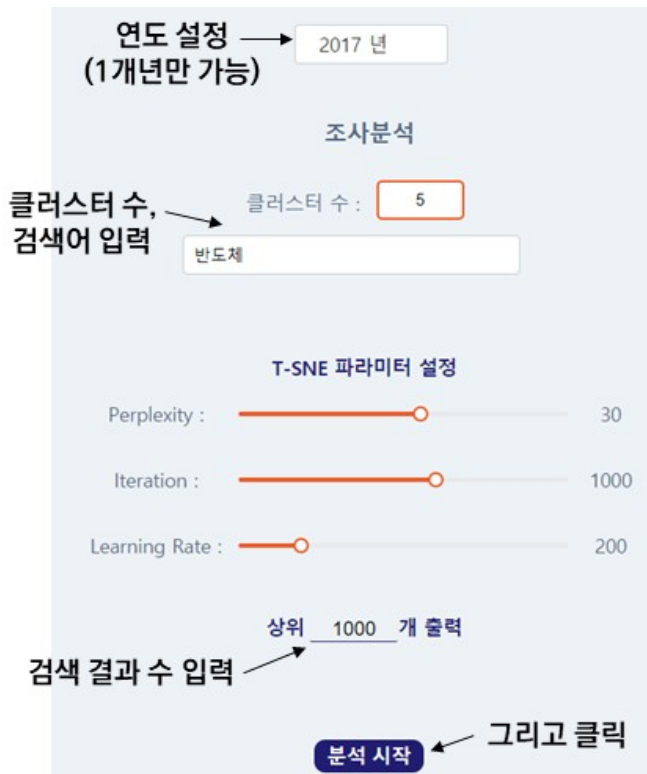 연도 설정
(1개년만 가능)
2017 년
조사분석
클러스터 수,
검색어 입력
클러스터 수 : 5
반도체
T-SNE 파라미터 설정
Perplexity : 30
Iteration : 1000
Learning Rate : 200
상위 1000 개 출력
검색 결과 수 입력
그리고 클릭
분석 시작